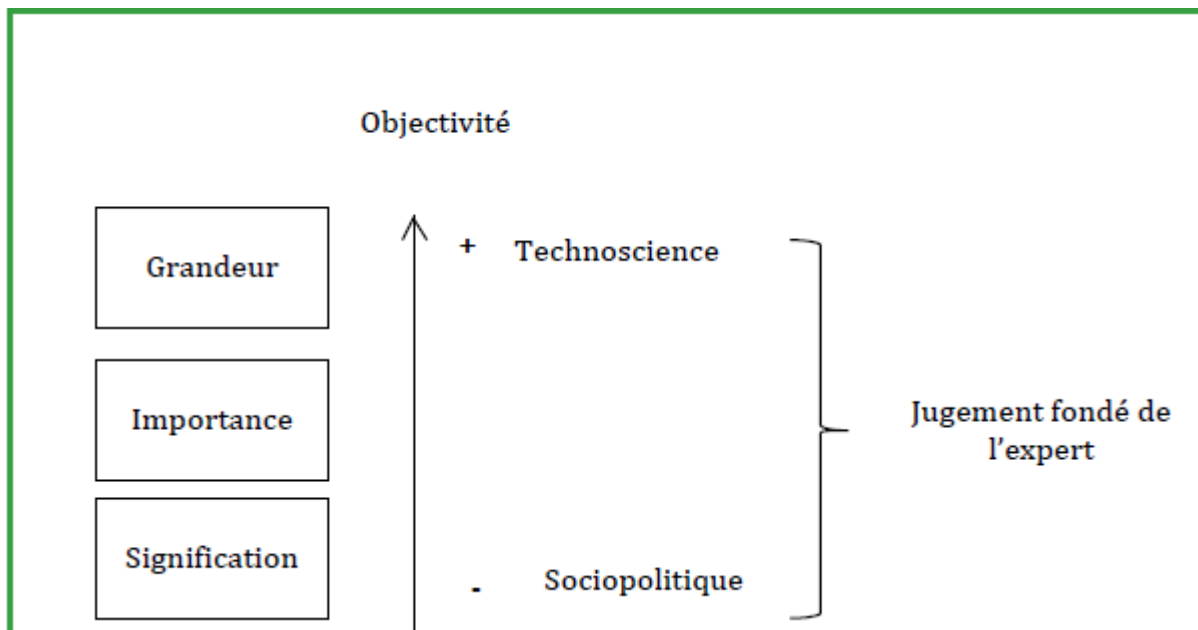 Objectivité
Grandeur
+ Technoscience
Importance
Jugement fondé de
l'expert
Signification
- Sociopolitique